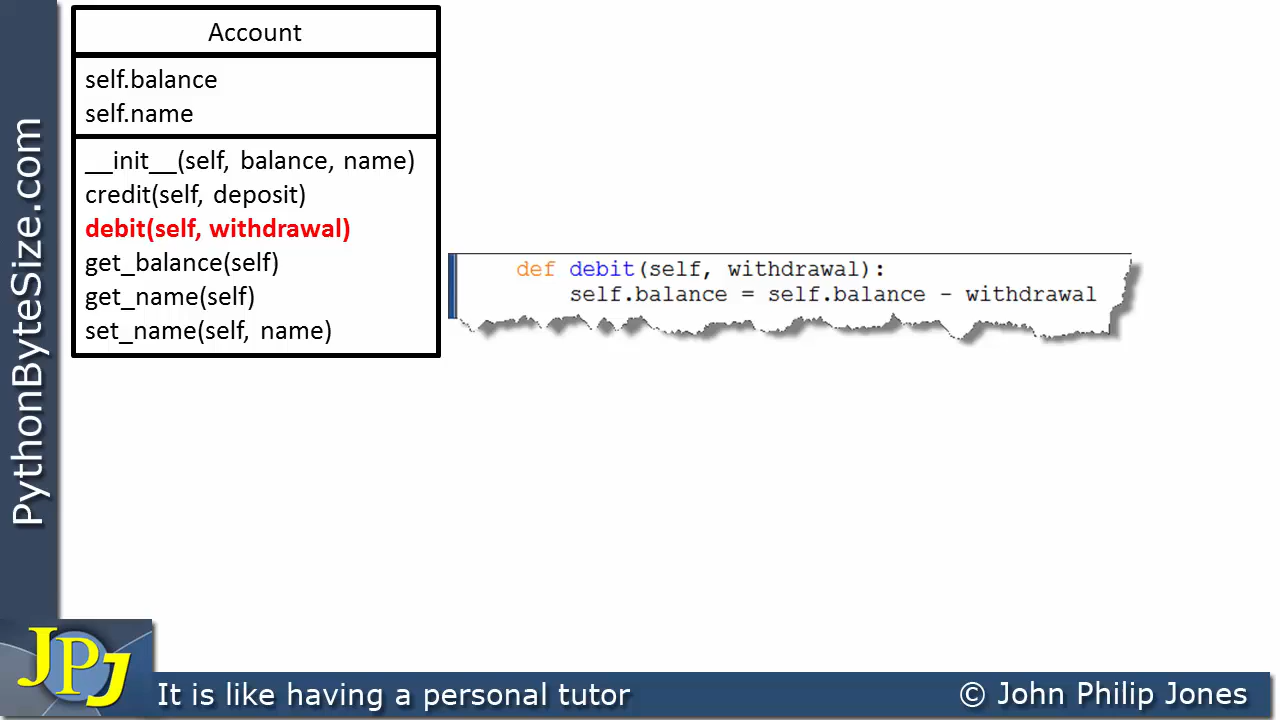 Account
self.balance
self.name
__init__(self, balance, name)
credit(self, deposit)
debit(self, withdrawal)
get_balance(self)
get_name(self)
set_name(self, name)
def debit(self, withdrawal):
self.balance = self.balance - withdrawal
PythonByteSize.com
JPJ
It is like having a personal tutor
© John Philip Jones